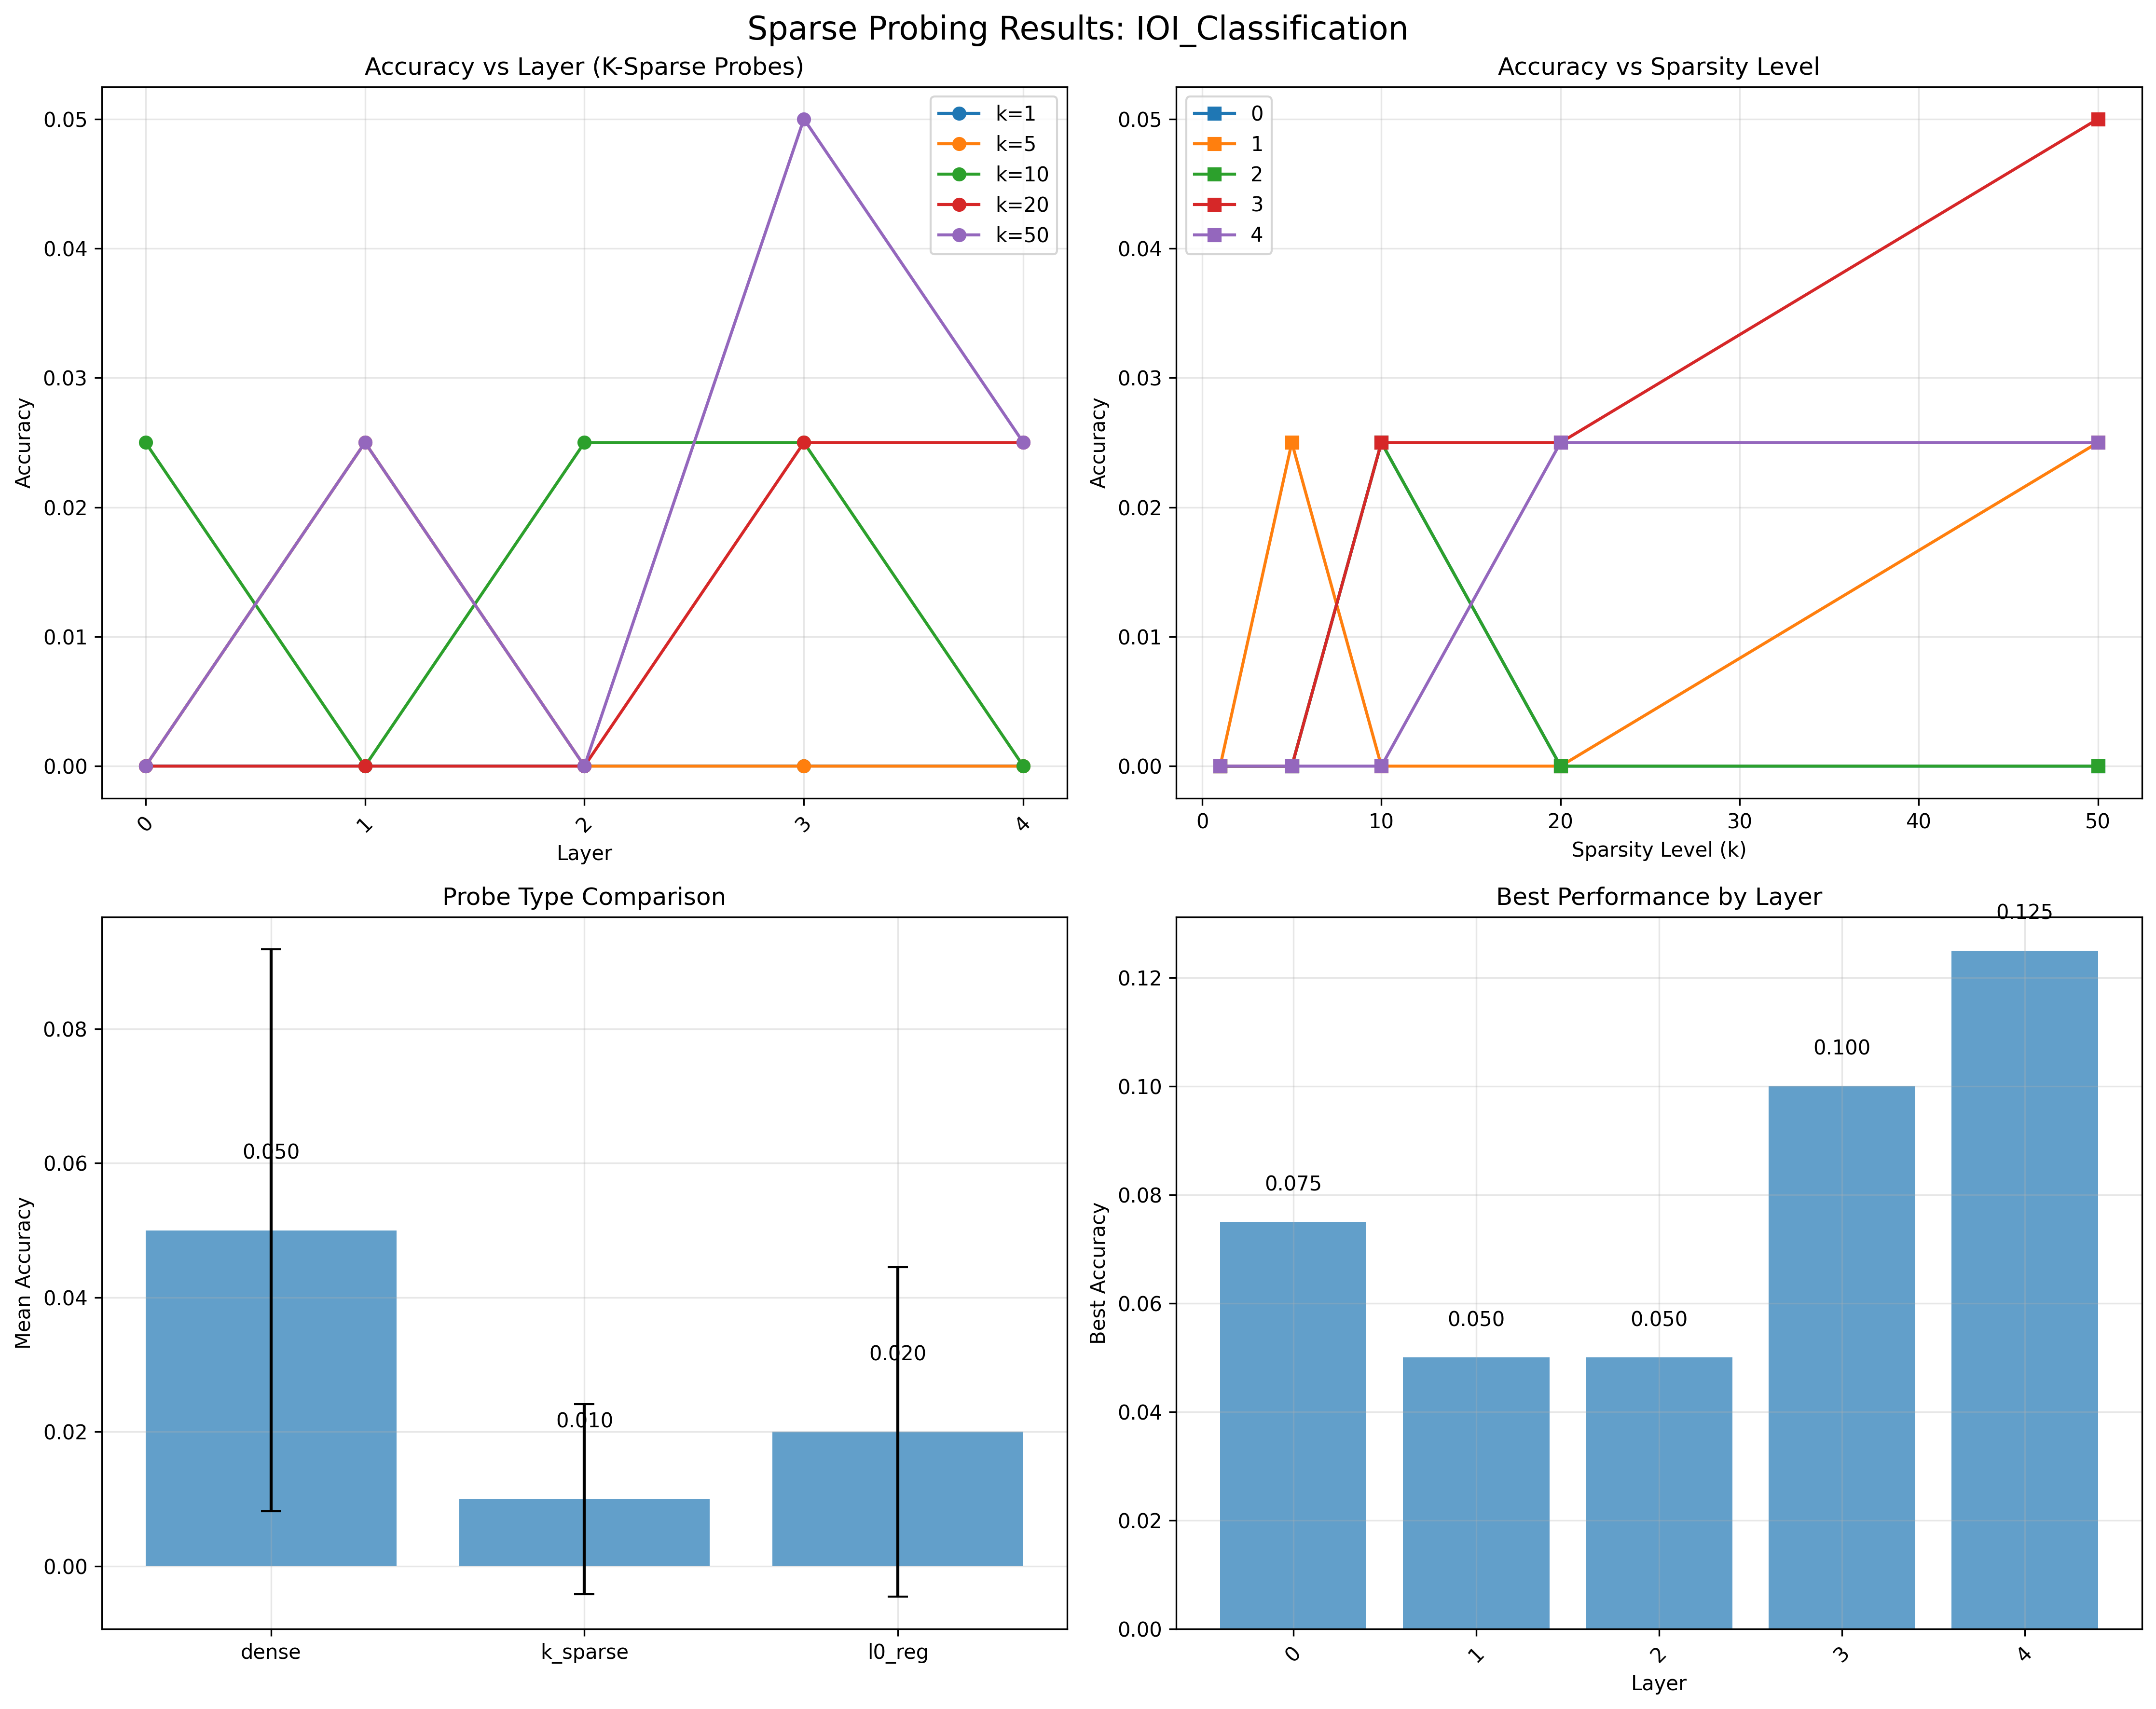 Sparse Probing Results: IOI_Classification
Accuracy vs Layer (K-Sparse Probes)
Accuracy
0.05
0.04
0.03
0.02
0.01
0.00
k=1
k=5
k=10
k=20
k=50
0
1
2
3
4
Layer
Accuracy vs Sparsity Level
Accuracy
0.05
0.04
0.03
0.02
0.01
0.00
0
1
2
3
4
0
10
20
30
40
50
Sparsity Level (k)
Probe Type Comparison
Mean Accuracy
0.08
0.06
0.04
0.02
0.00
0.050
0.010
0.020
dense
k_sparse
l0_reg
Best Performance by Layer
Best Accuracy
0.12
0.10
0.08
0.06
0.04
0.02
0.00
0.075
0.050
0.050
0.100
0.125
0
1
2
3
4
Layer